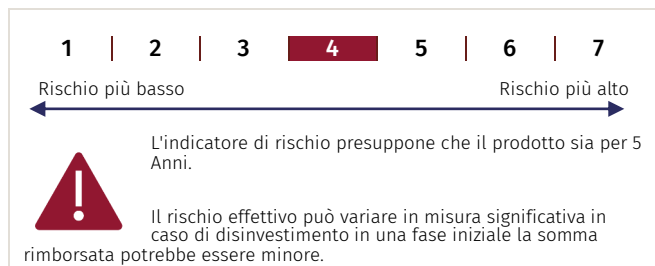 1 2 3 4 5 6 7
Rischio più basso Rischio più alto
L'indicatore di rischio presuppone che il prodotto sia per 5
Anni.
Il rischio effettivo può variare in misura significativa in
caso di disinvestimento in una fase iniziale la somma
rimborsata potrebbe essere minore.